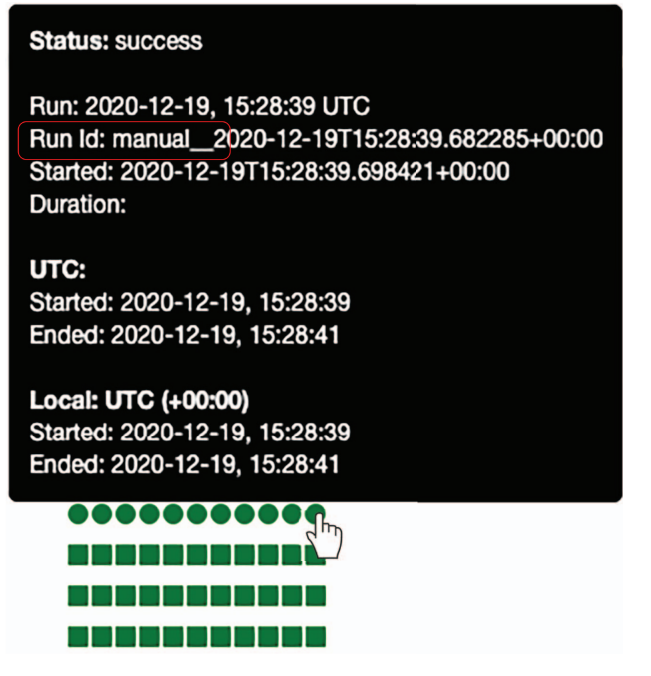 Status: success
Run: 2020-12-19, 15:28:39 UTC
Run Id: manual__2020-12-19T15:28:39.682285+00:00
Started: 2020-12-19T15:28:39.698421+00:00
Duration:
UTC:
Started: 2020-12-19, 15:28:39
Ended: 2020-12-19, 15:28:41
Local: UTC (+00:00)
Started: 2020-12-19, 15:28:39
Ended: 2020-12-19, 15:28:41